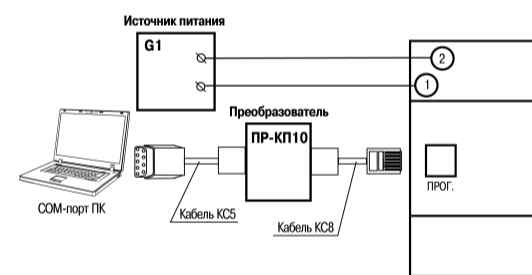 Источник питания
G1
2
1
Преобразователь
ПР-КП10
ПРОГ.
COM-порт ПК
Кабель КС5
Кабель КС8